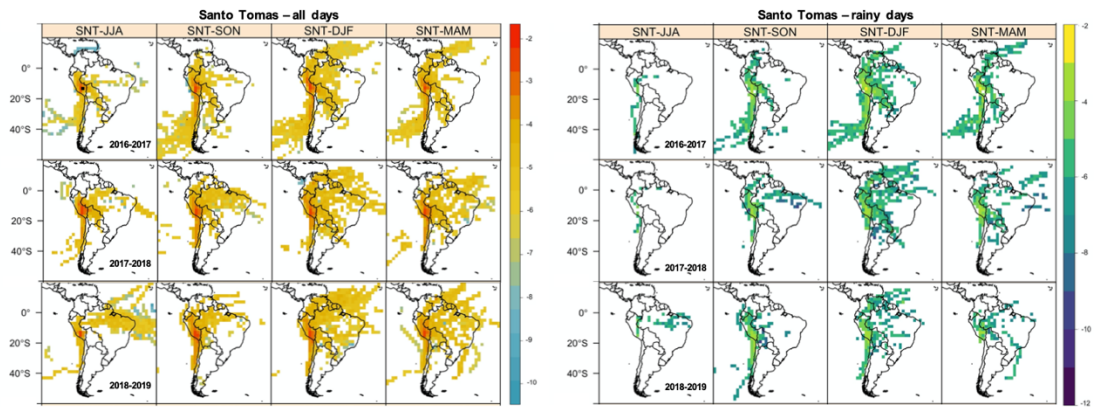 Santo Tomas – all days
SNT-JJA SNT-SON SNT-DJF SNT-MAM
0°
20°S
40°S
2016-2017
0°
20°S
40°S
2017-2018
0°
20°S
40°S
2018-2019
-2
-3
-4
-5
-6
-7
-8
-9
-10
Santo Tomas – rainy days
SNT-JJA SNT-SON SNT-DJF SNT-MAM
0°
20°S
40°S
2016-2017
0°
20°S
40°S
2017-2018
0°
20°S
40°S
2018-2019
-2
-4
-6
-8
-10
-12